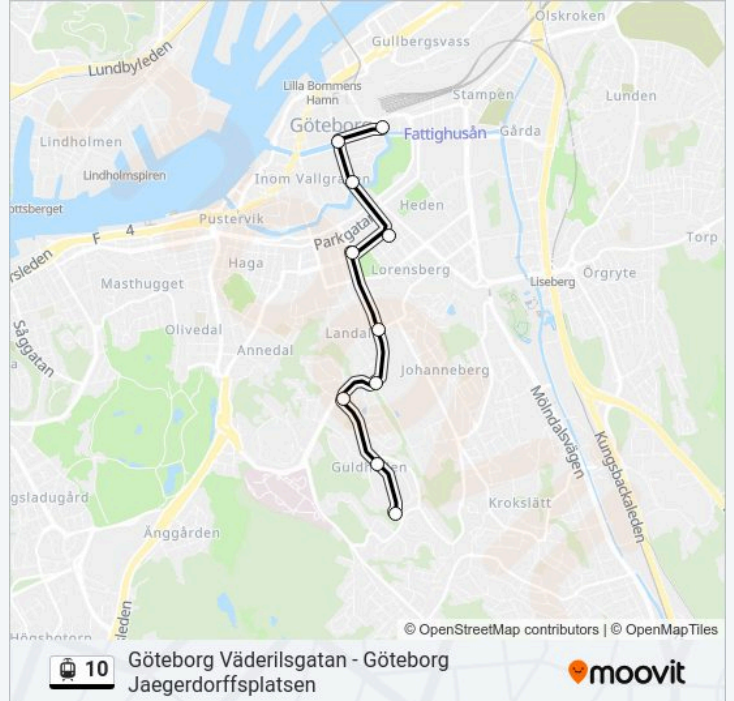 Olskroken
Gullbergsvass
Lundbyleden
Lilla Bommens
Hamn
Stampen
Lunden
Göteborg
Fattighusån
Gårda
Lindholmen
Lindholmspiren
Inom Vallgraven
ottsberget
Pustervik
Heden
F 4
Parkgatan
Torp
rsleden
Haga
Lorensberg
Örgryte
Masthugget
Liseberg
Såggatan
Olivedal
Landala
Annedal
Johanneberg
Mölndalsvägen
Kungsbackaleden
Guldheden
gsladugård
Krokslätt
Änggården
leden
Högsbotorp
© OpenStreetMap contributors | © OpenMapTiles
10
Göteborg Väderilsgatan - Göteborg
Jaegerdorffsplatsen
moovit